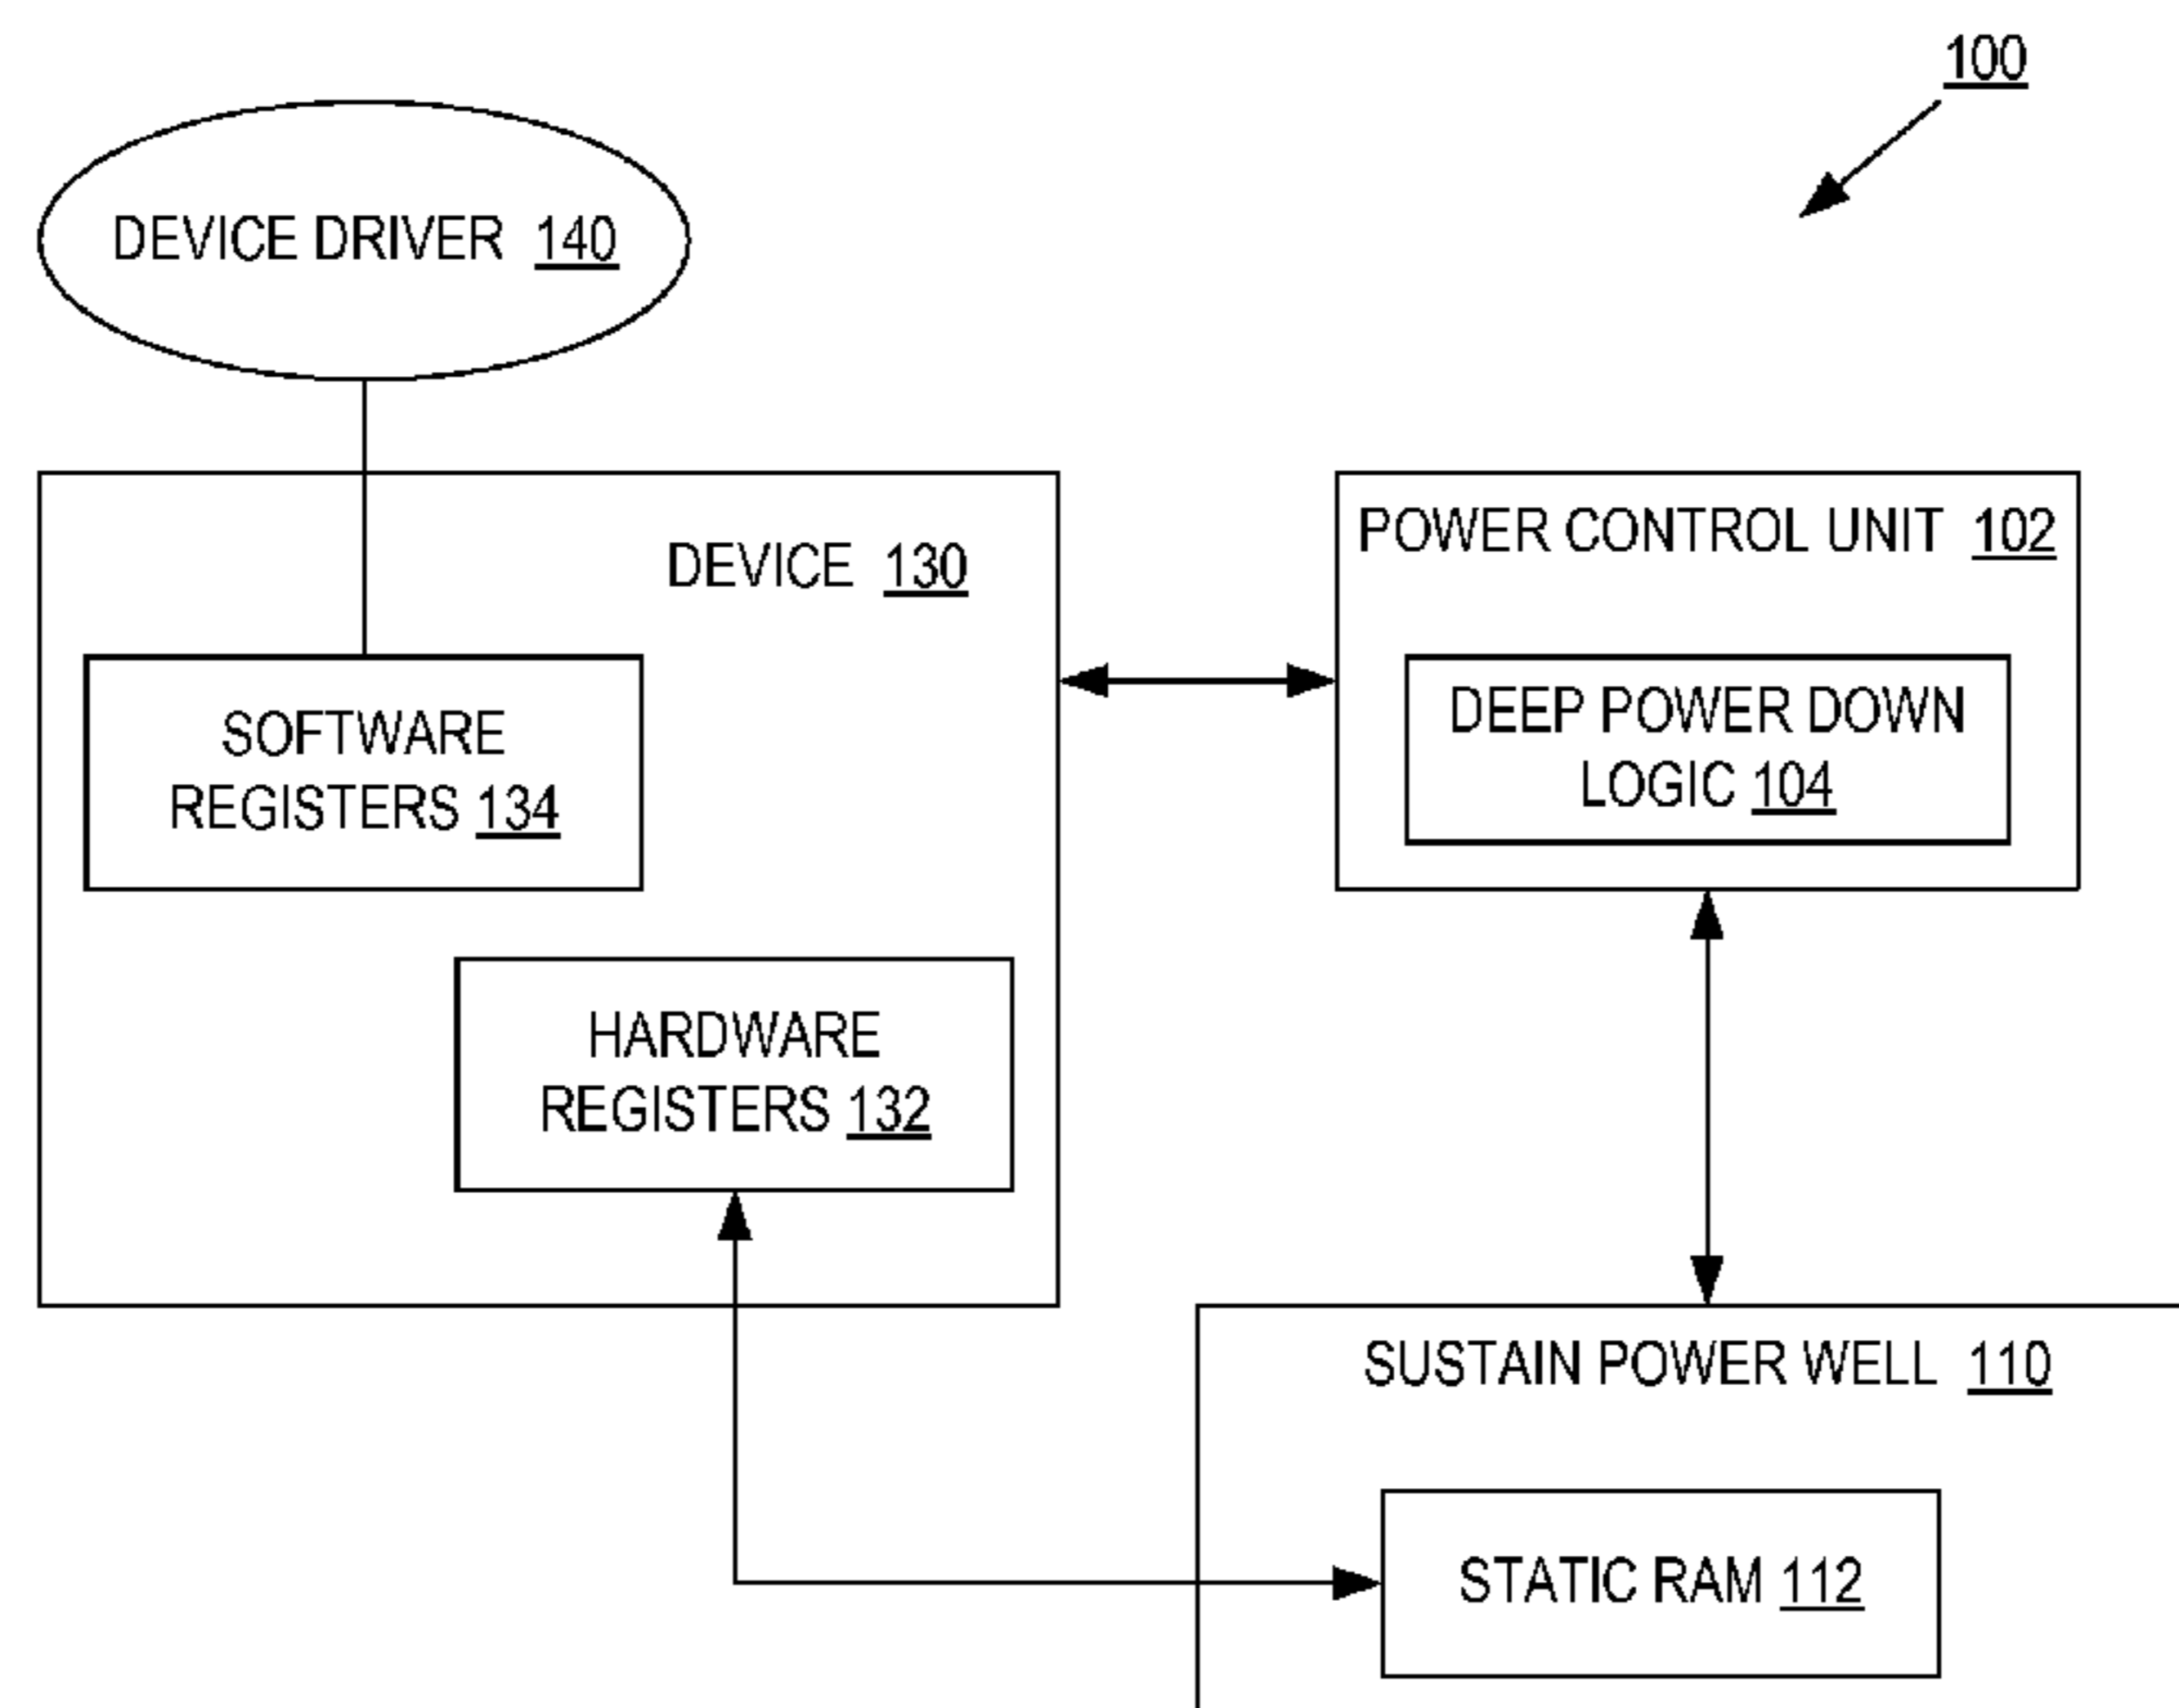 100
DEVICE DRIVER 140
DEVICE 130
POWER CONTROL UNIT 102
SOFTWARE
REGISTERS 134
DEEP POWER DOWN
LOGIC 104
HARDWARE
REGISTERS 132
SUSTAIN POWER WELL 110
STATIC RAM 112